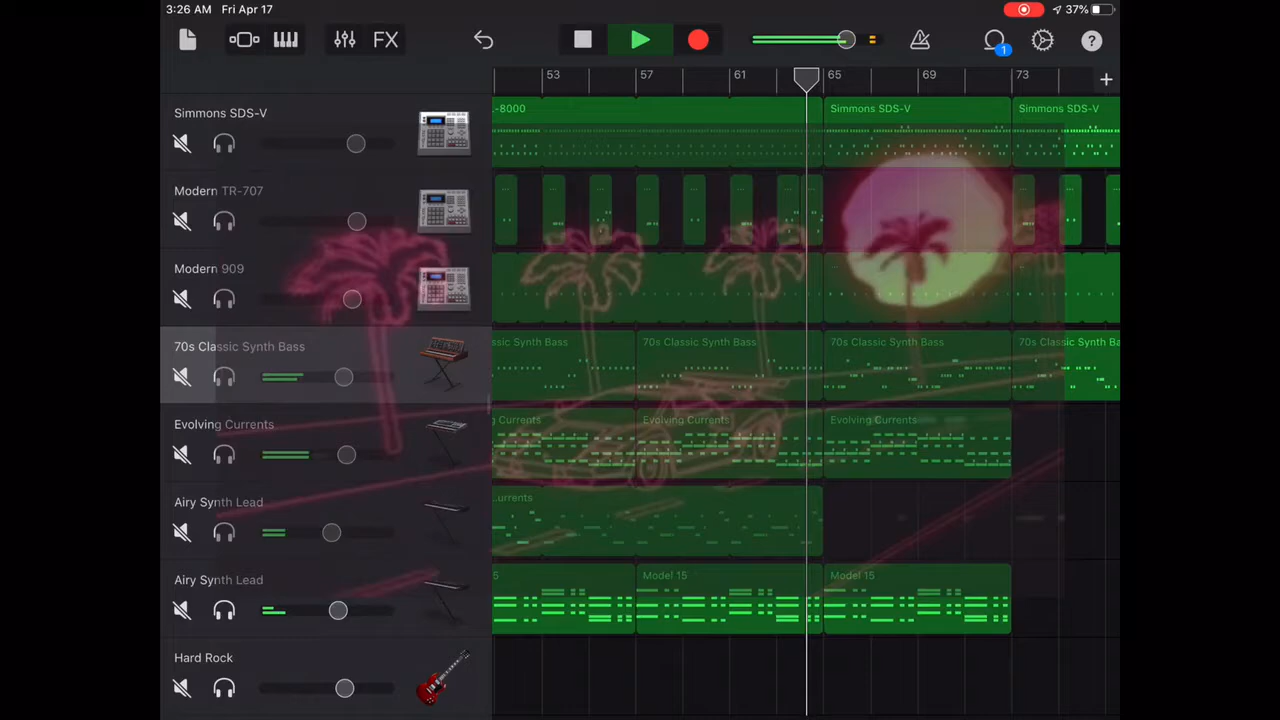 3:26 AM Fri Apr 17 37%
FX
1
?
53 57 61 65 69 73
+
Simmons SDS-V
-8000 Simmons SDS-V Simmons SDS-V
Modern TR-707
Modern 909
70s Classic Synth Bass
ssic Synth Bass 70s Classic Synth Bass 70s Classic Synth Bass 70s Classic Synth Ba
Evolving Currents
g Currents Evolving Currents Evolving Currents
Airy Synth Lead
..urrents
Airy Synth Lead
5 Model 15 Model 15
Hard Rock